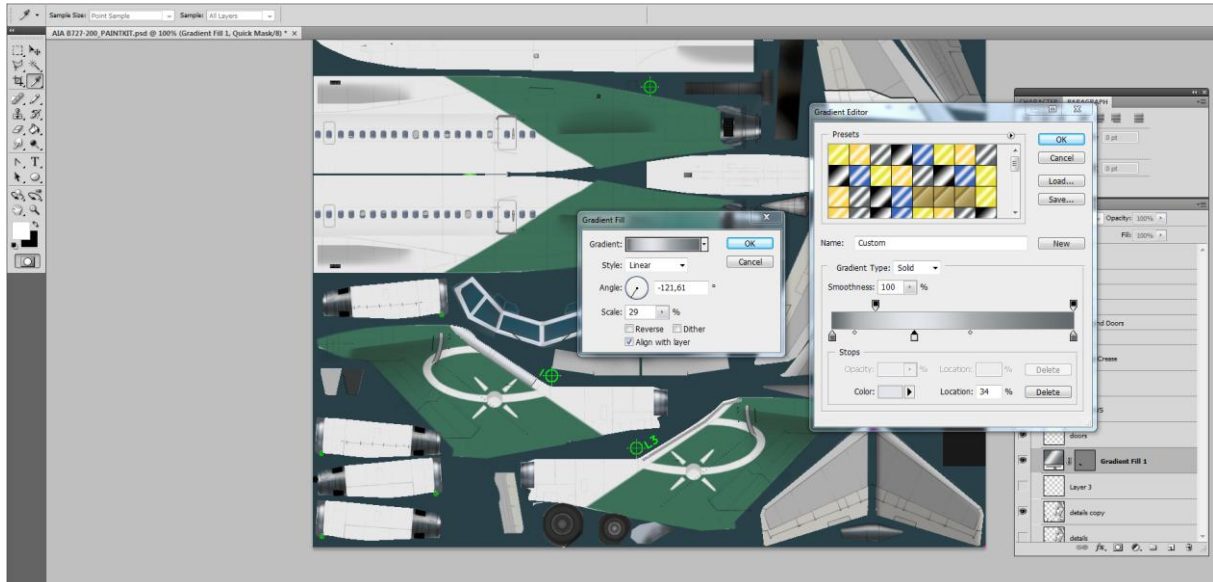 Sample Size: Point Sample Sample: All Layers
AIA B727-200_PAINTKIT.psd @ 100% (Gradient Fill 1, Quick Mask/8) * x
CHARACTER PARAGRAPH
0 pt
0 pt
Gradient Editor
Presets
OK
Cancel
Load...
Save...
Name: Custom
New
Gradient Type: Solid
Smoothness: 100 %
Stops
Opacity: % Location: % Delete
Color: Location: 34 % Delete
Gradient Fill
Gradient:
OK
Style: Linear
Cancel
Angle: -121,61 °
Scale: 29 %
Reverse Dither
Align with layer
Opacity: 100%
Fill: 100%
nd Doors
Crease
doors
Gradient Fill 1
Layer 3
details copy
details
L3